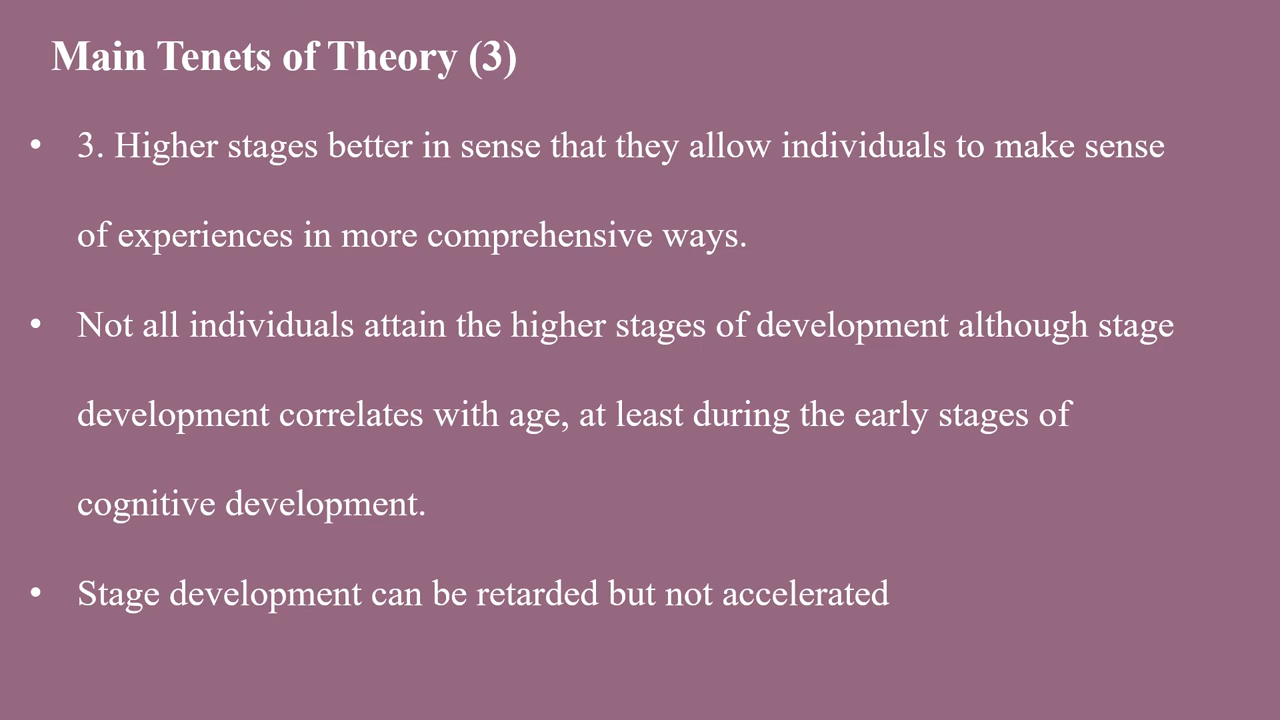 Main Tenets of Theory (3)
• 3. Higher stages better in sense that they allow individuals to make sense
of experiences in more comprehensive ways.
• Not all individuals attain the higher stages of development although stage
development correlates with age, at least during the early stages of
cognitive development.
• Stage development can be retarded but not accelerated